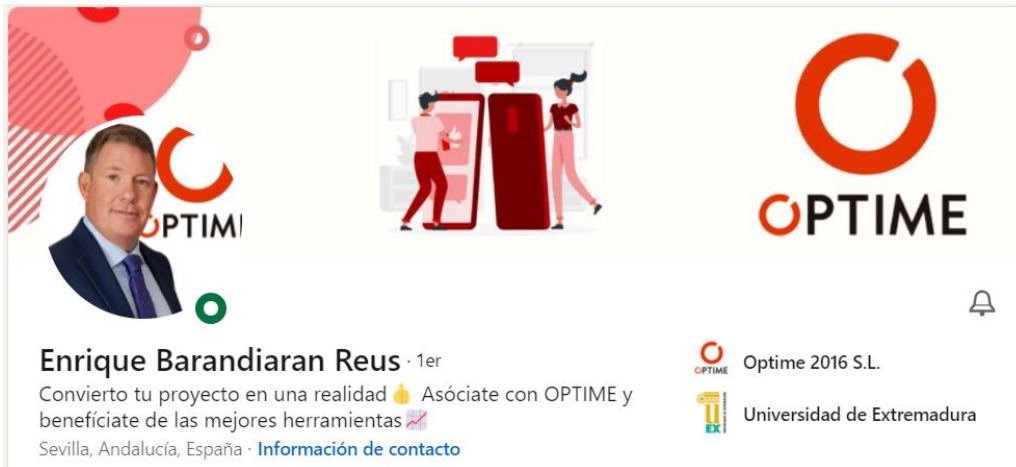 OPTIME
OPTIM
Enrique Barandiaran Reus · 1er
Convierto tu proyecto en una realidad 👍 Asóciate con OPTIME y
benefíciate de las mejores herramientas 📈
Sevilla, Andalucía, España · Información de contacto
OPTIME
Optime 2016 S.L.
UEX
Universidad de Extremadura